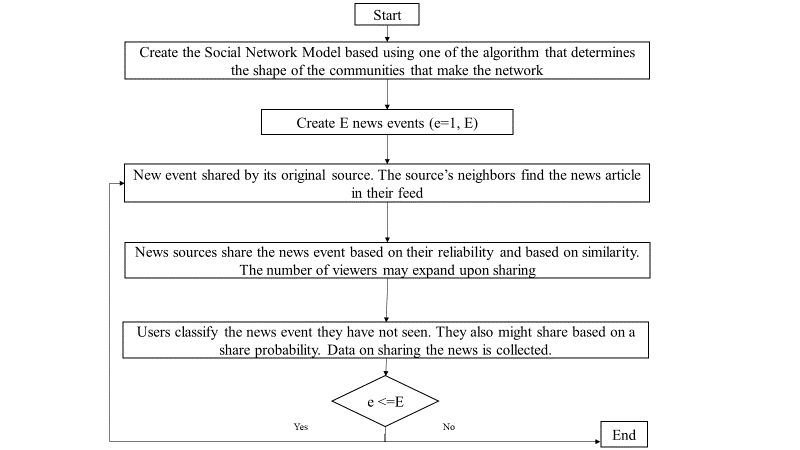 Start
Create the Social Network Model based using one of the algorithm that determines
the shape of the communities that make the network
Create E news events (e=1, E)
New event shared by its original source. The source's neighbors find the news article
in their feed
News sources share the news event based on their reliability and based on similarity.
The number of viewers may expand upon sharing
Users classify the news event they have not seen. They also might share based on a
share probability. Data on sharing the news is collected.
e <=E
Yes
No
End